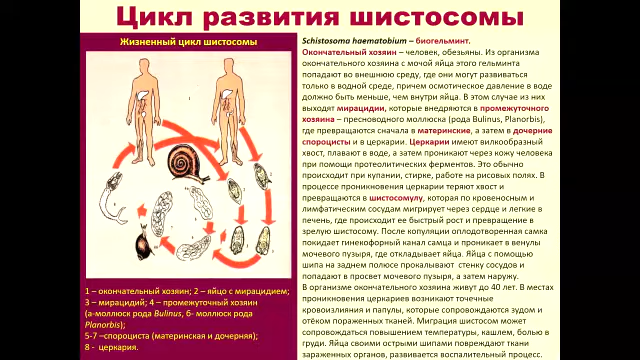 Цикл развития шистосомы
Жизненный цикл шистосомы
1 – окончательный хозяин; 2 – яйцо с мирацидием;
3 – мирацидий; 4 – промежуточный хозяин
(а-моллюск рода Bulinus, б- моллюск рода
Planorbis);
5-7 –спороциста (материнская и дочерняя);
8 - церкария.
Schistosoma haematobium – биогельминт.
Окончательный хозяин – человек, обезьяны. Из организма
окончательного хозяина с мочой яйца этого гельминта
попадают во внешнюю среду, где они могут развиваться
только в водной среде, причем осмотическое давление в воде
должно быть меньше, чем внутри яйца. В этом случае из них
выходят мирацидии, которые внедряются в промежуточного
хозяина – пресноводного моллюска (рода Bulinus, Planorbis),
где превращаются сначала в материнские, а затем в дочерние
спороцисты и в церкарии. Церкарии имеют вилкообразный
хвост, плавают в воде, а затем проникают через кожу человека
при помощи протеолитических ферментов. Это обычно
происходит при купании, стирке, работе на рисовых полях. В
процессе проникновения церкарии теряют хвост и
превращаются в шистосомулу, которая по кровеносным и
лимфатическим сосудам мигрирует через сердце и легкие в
печень, где происходит ее быстрый рост и превращение в
зрелую шистосому. После копуляции оплодотворенная самка
покидает гинекофорный канал самца и проникает в венулы
мочевого пузыря, где откладывает яйца. Яйца с помощью
шипа на заднем полюсе прокалывают стенку сосудов и
попадают в просвет мочевого пузыря, а затем наружу.
В организме окончательного хозяина живут до 40 лет. В местах
проникновения церкариев возникают точечные
кровоизлияния и папулы, которые сопровождаются зудом и
отёком пораженных тканей. Миграция шистосом может
сопровождаться повышением температуры, кашлем, болью в
груди. Яйца своими острыми шипами повреждают ткани
зараженных органов, развивается воспалительный процесс.